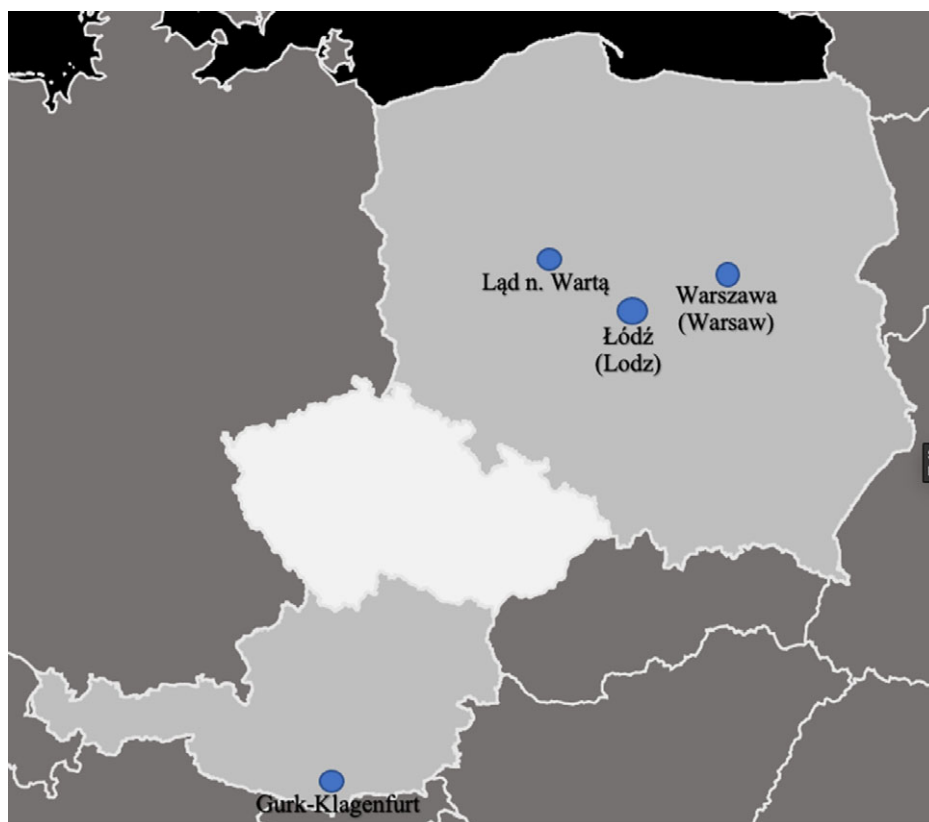 Ląd n. Wartą
Warszawa
(Warsaw)
Łódź
(Lodz)
Gurk-Klagenfurt